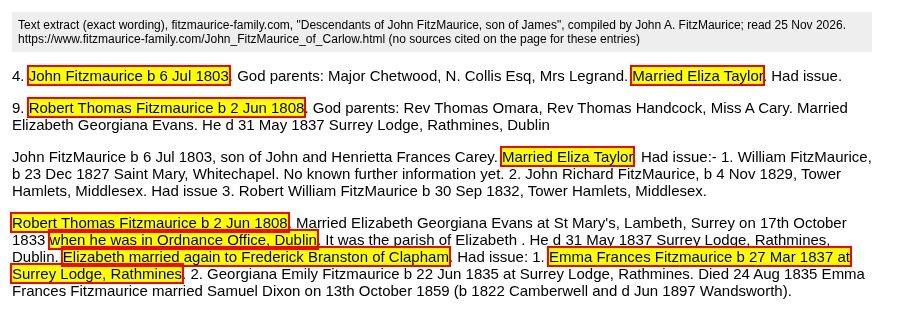 Text extract (exact wording), fitzmaurice-family.com, "Descendants of John FitzMaurice, son of James", compiled by John A. FitzMaurice; read 25 Nov 2026.
https://www.fitzmaurice-family.com/John_FitzMaurice_of_Carlow.html (no sources cited on the page for these entries)
4. John Fitzmaurice b 6 Jul 1803. God parents: Major Chetwood, N. Collis Esq, Mrs Legrand. Married Eliza Taylor. Had issue.
9. Robert Thomas Fitzmaurice b 2 Jun 1808. God parents: Rev Thomas Omara, Rev Thomas Handcock, Miss A Cary. Married
Elizabeth Georgiana Evans. He d 31 May 1837 Surrey Lodge, Rathmines, Dublin
John FitzMaurice b 6 Jul 1803, son of John and Henrietta Frances Carey. Married Eliza Taylor. Had issue:- 1. William FitzMaurice,
b 23 Dec 1827 Saint Mary, Whitechapel. No known further information yet. 2. John Richard FitzMaurice, b 4 Nov 1829, Tower
Hamlets, Middlesex. Had issue 3. Robert William FitzMaurice b 30 Sep 1832, Tower Hamlets, Middlesex.
Robert Thomas Fitzmaurice b 2 Jun 1808. Married Elizabeth Georgiana Evans at St Mary's, Lambeth, Surrey on 17th October
1833 when he was in Ordnance Office, Dublin. It was the parish of Elizabeth . He d 31 May 1837 Surrey Lodge, Rathmines,
Dublin. Elizabeth married again to Frederick Branston of Clapham. Had issue: 1. Emma Frances Fitzmaurice b 27 Mar 1837 at
Surrey Lodge, Rathmines. 2. Georgiana Emily Fitzmaurice b 22 Jun 1835 at Surrey Lodge, Rathmines. Died 24 Aug 1835 Emma
Frances Fitzmaurice married Samuel Dixon on 13th October 1859 (b 1822 Camberwell and d Jun 1897 Wandsworth).